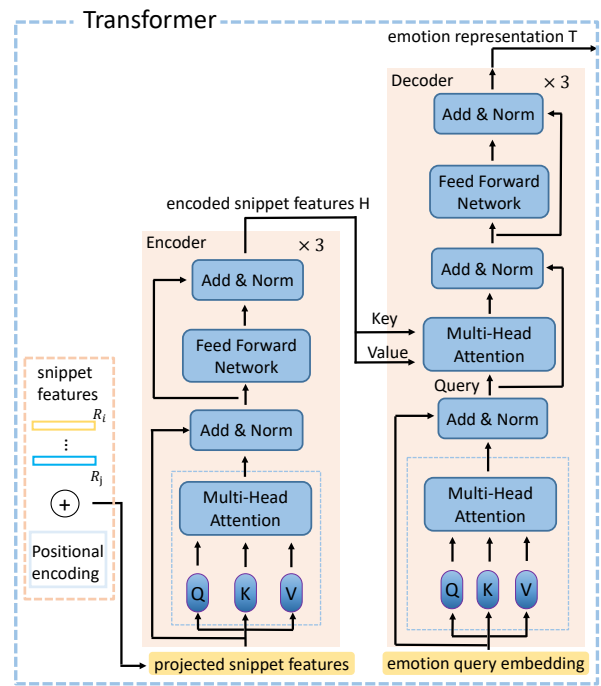 Transformer
emotion representation T
Decoder
× 3
Add & Norm
Feed Forward
Network
Add & Norm
Key
Value
Multi-Head
Attention
Query
Add & Norm
Multi-Head
Attention
Q
K
V
emotion query embedding
encoded snippet features H
Encoder
× 3
Add & Norm
Feed Forward
Network
Add & Norm
Multi-Head
Attention
Q
K
V
projected snippet features
snippet
features
R_i
⋮
R_j
+
Positional
encoding